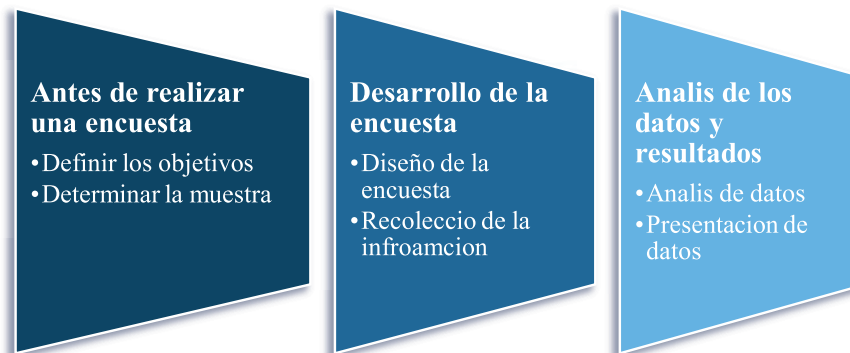 Antes de realizar
una encuesta
•Definir los objetivos
•Determinar la muestra
Desarrollo de la
encuesta
•Diseño de la
encuesta
•Recoleccio de la
infroamcion
Analis de los
datos y
resultados
•Analis de datos
•Presentacion de
datos